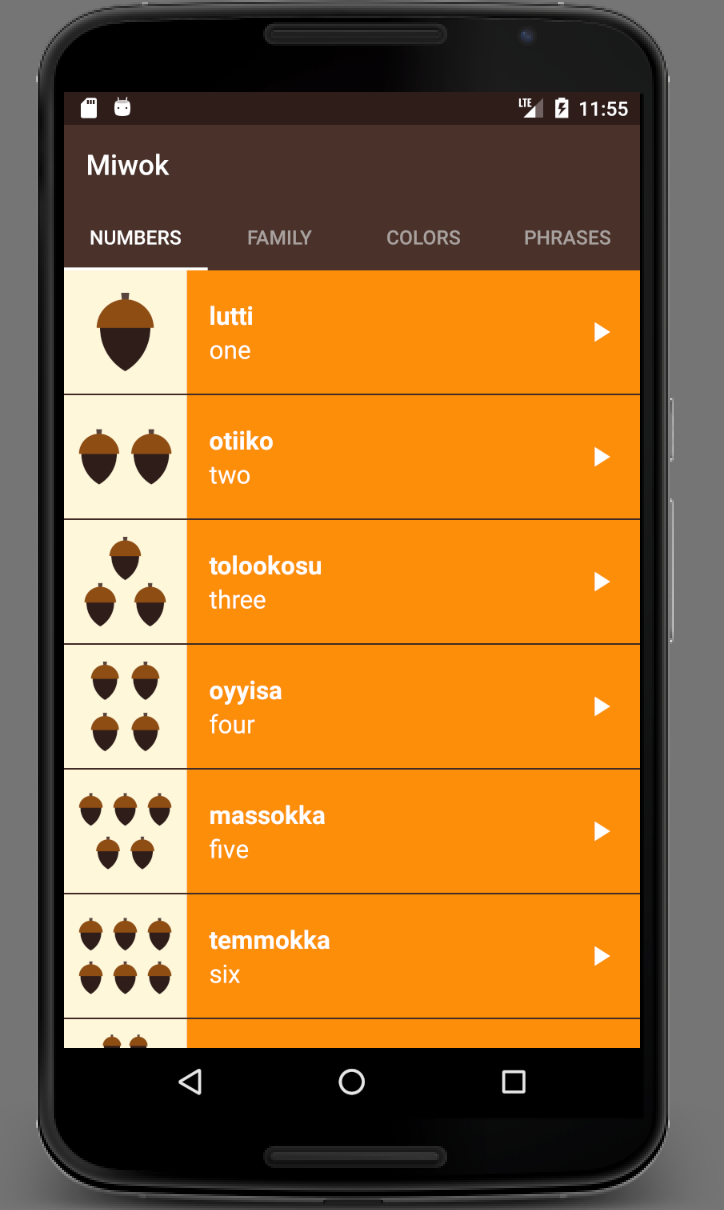 LTE 11:55
Miwok
NUMBERS FAMILY COLORS PHRASES
lutti
one
otiiko
two
tolookosu
three
oyyisa
four
massokka
five
temmokka
six